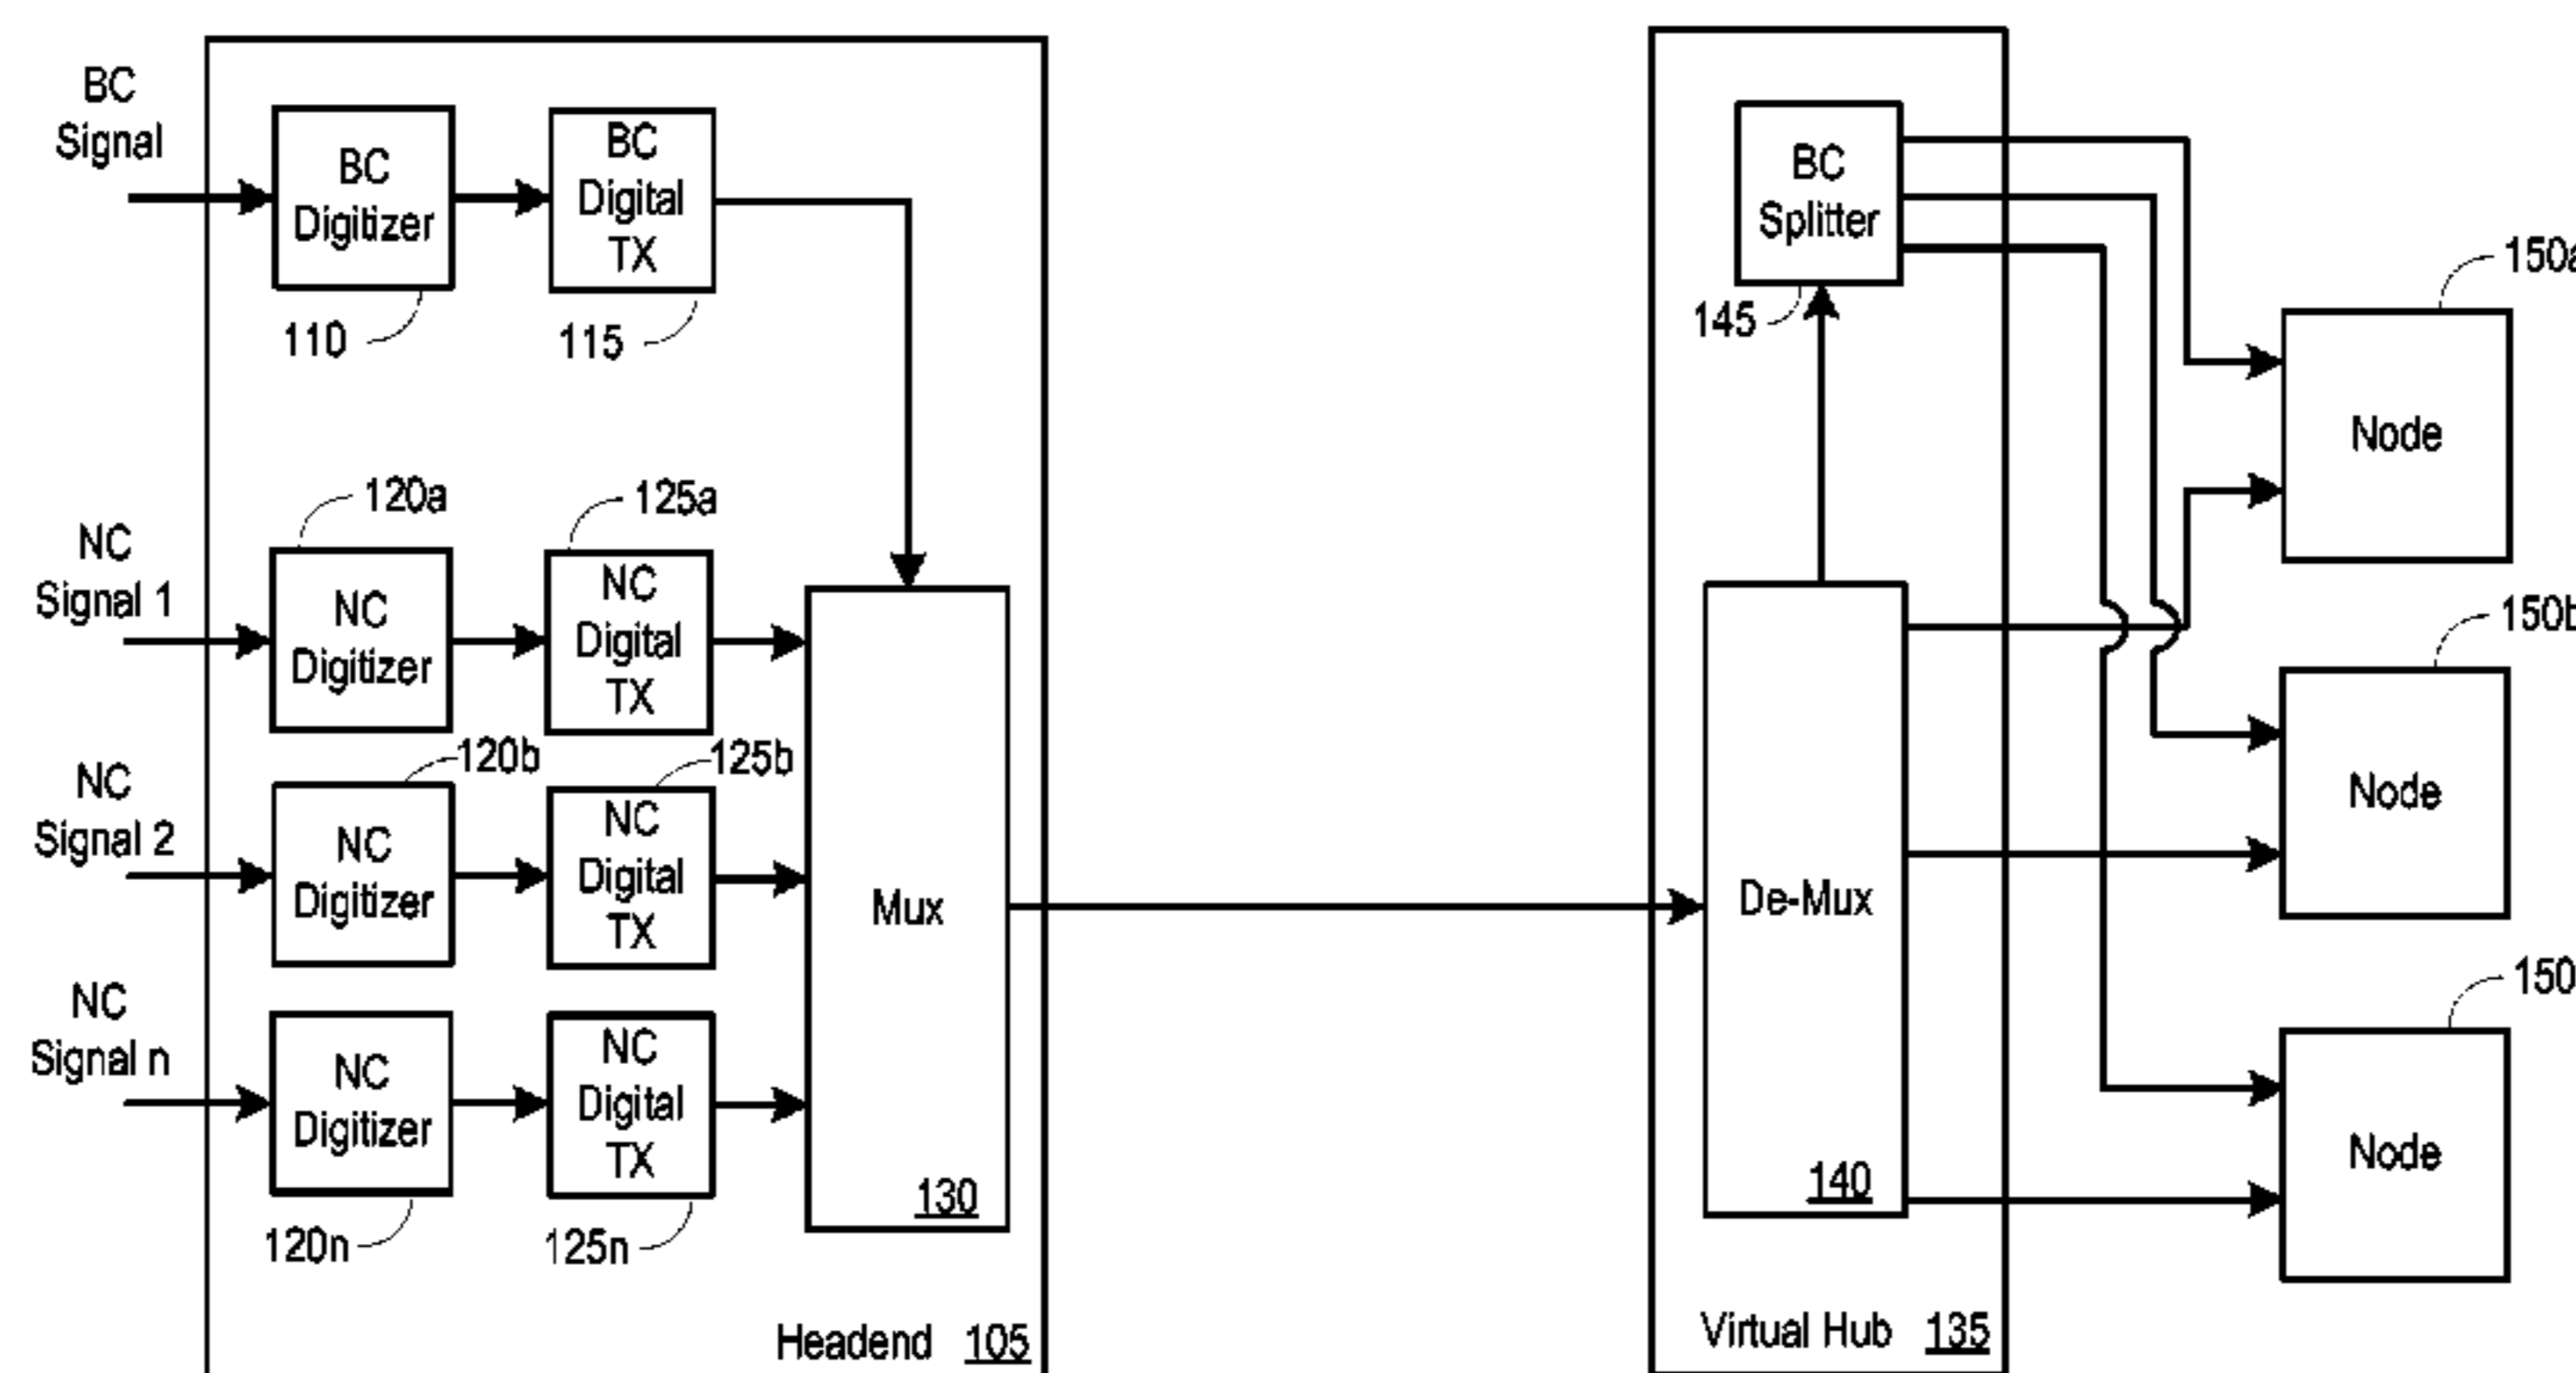 BC
Signal
BC
Digitizer
110
BC
Digital
TX
115
NC
Signal 1
120a
NC
Digitizer
125a
NC
Digital
TX
NC
Signal 2
120b
NC
Digitizer
125b
NC
Digital
TX
NC
Signal n
NC
Digitizer
120n
NC
Digital
TX
125n
Mux
130
Headend 105
BC
Splitter
145
De-Mux
140
Virtual Hub 135
150a
Node
150b
Node
150
Node